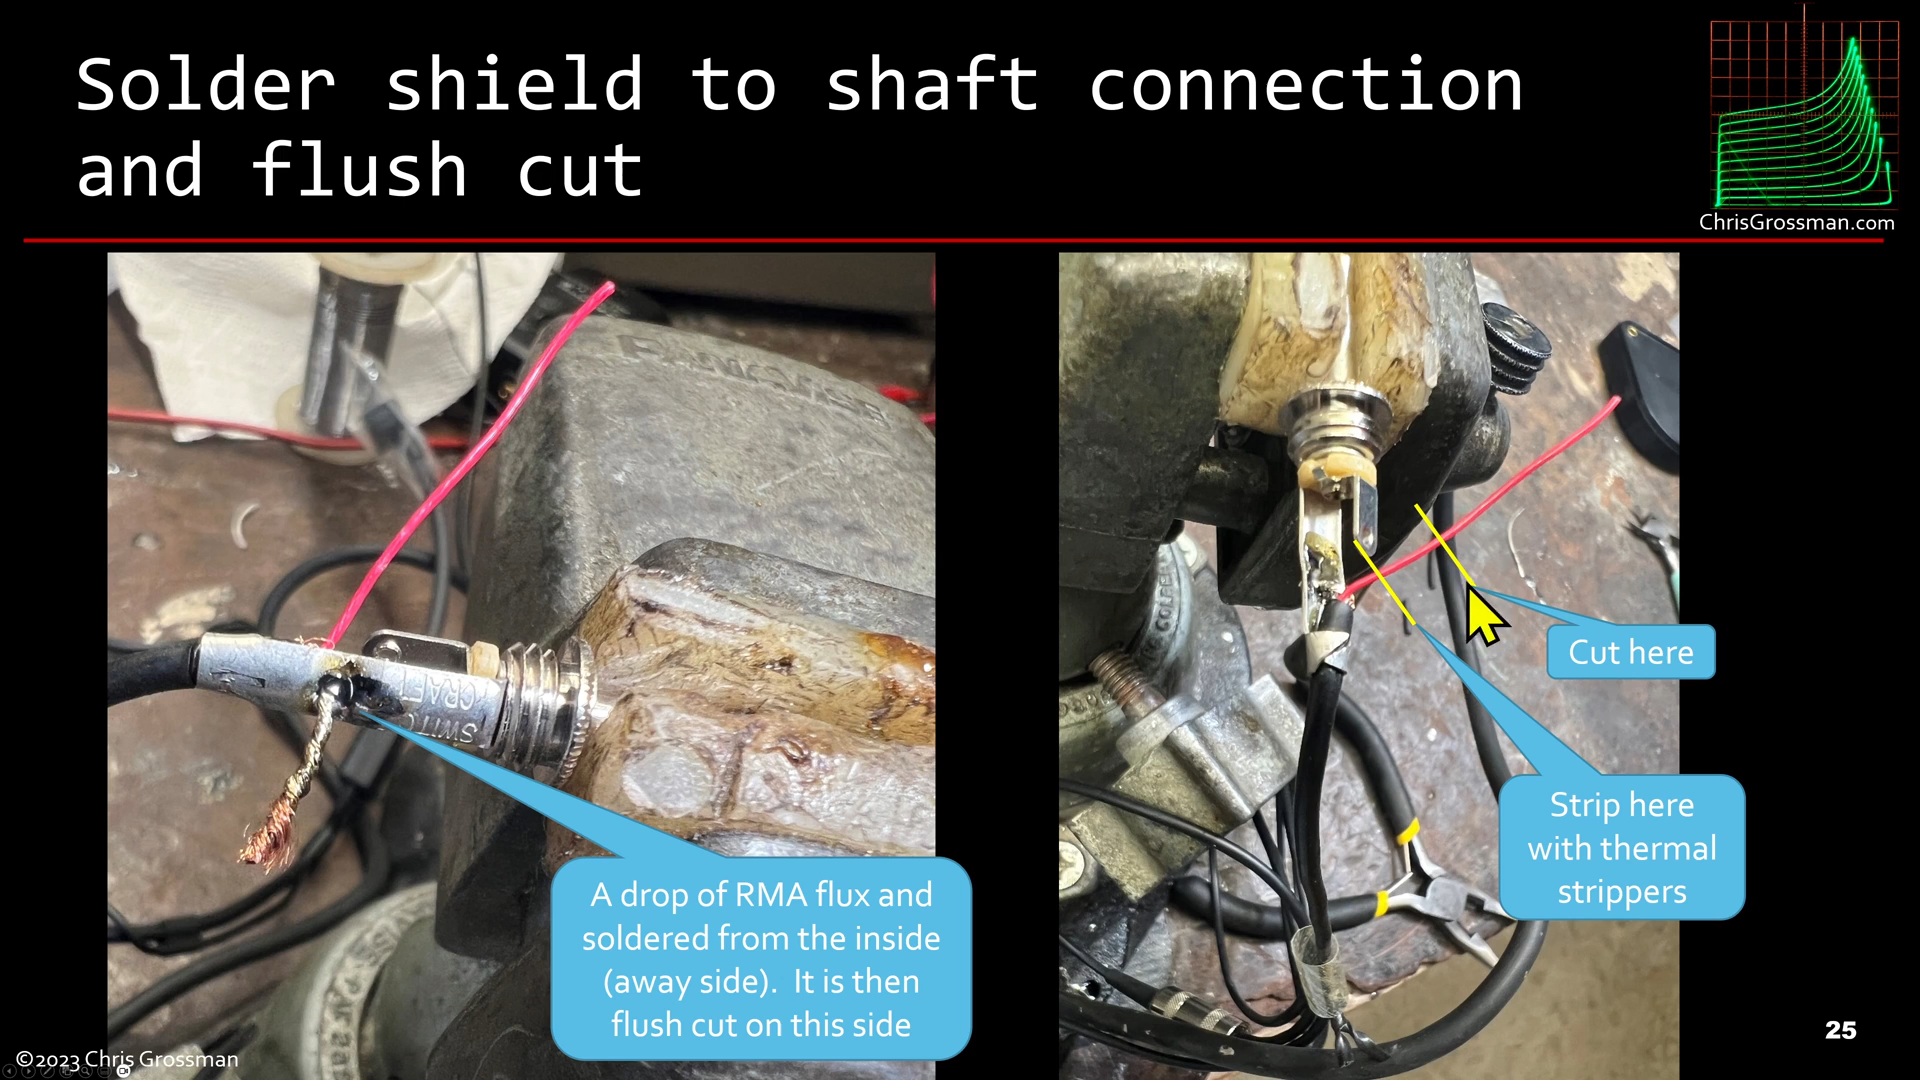 Solder shield to shaft connection
and flush cut
ChrisGrossman.com
SWITCH
CRAFT
Cut here
Strip here
with thermal
strippers
A drop of RMA flux and
soldered from the inside
(away side).  It is then
flush cut on this side
25
©2023 Chris Grossman